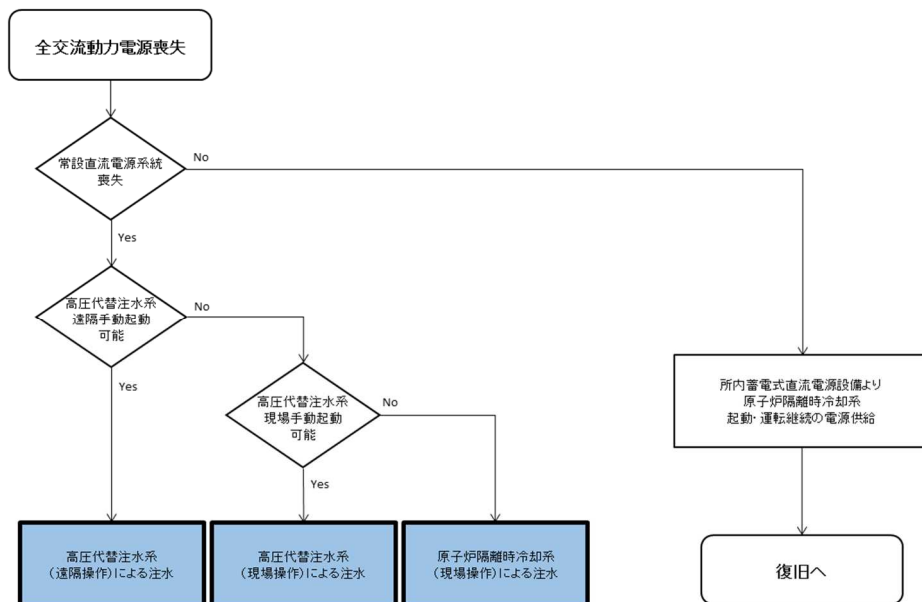 全交流動力電源喪失
常設直流電源系統
喪失
No
Yes
高圧代替注水系
遠隔手動起動
可能
No
Yes
高圧代替注水系
現場手動起動
可能
No
Yes
所内蓄電式直流電源設備より
原子炉隔離時冷却系
起動・運転継続の電源供給
高圧代替注水系
(遠隔操作)による注水
高圧代替注水系
(現場操作)による注水
原子炉隔離時冷却系
(現場操作)による注水
復旧へ